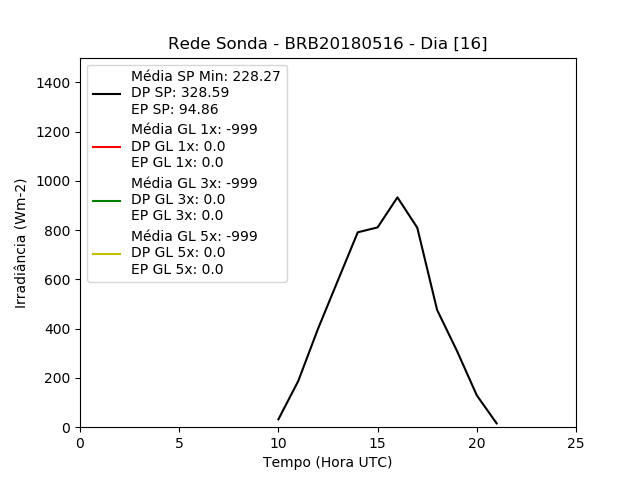 Rede Sonda - BRB20180516 - Dia [16]
Média SP Min: 228.27
DP SP: 328.59
EP SP: 94.86
Média GL 1x: -999
DP GL 1x: 0.0
EP GL 1x: 0.0
Média GL 3x: -999
DP GL 3x: 0.0
EP GL 3x: 0.0
Média GL 5x: -999
DP GL 5x: 0.0
EP GL 5x: 0.0
Irradiância (Wm-2)
1400
1200
1000
800
600
400
200
0
0 5 10 15 20 25
Tempo (Hora UTC)